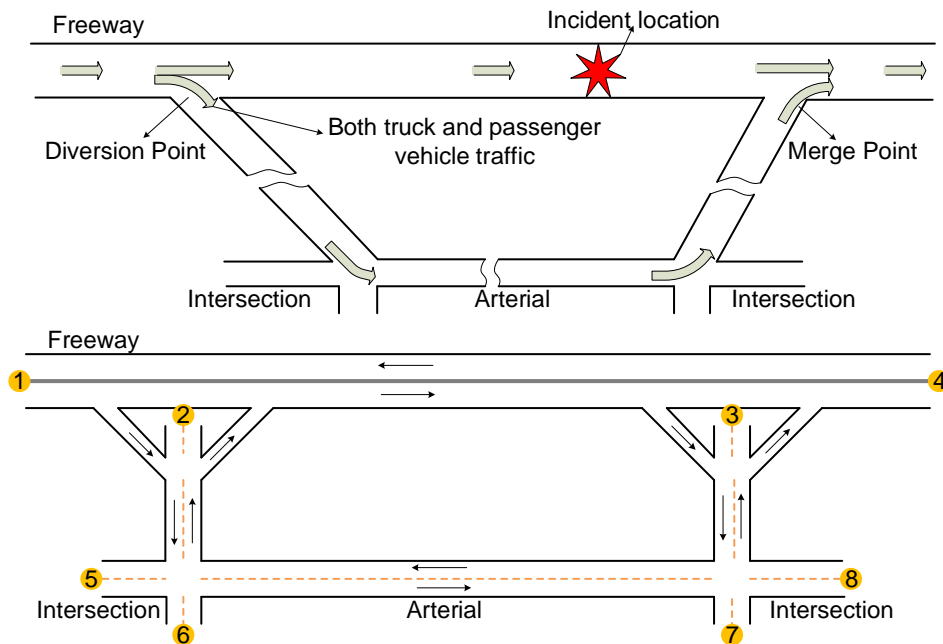 Freeway
Incident location
Both truck and passenger
vehicle traffic
Diversion Point
Merge Point
Intersection
Arterial
Intersection
Freeway
1
4
2
3
5
8
Intersection
Arterial
Intersection
6
7